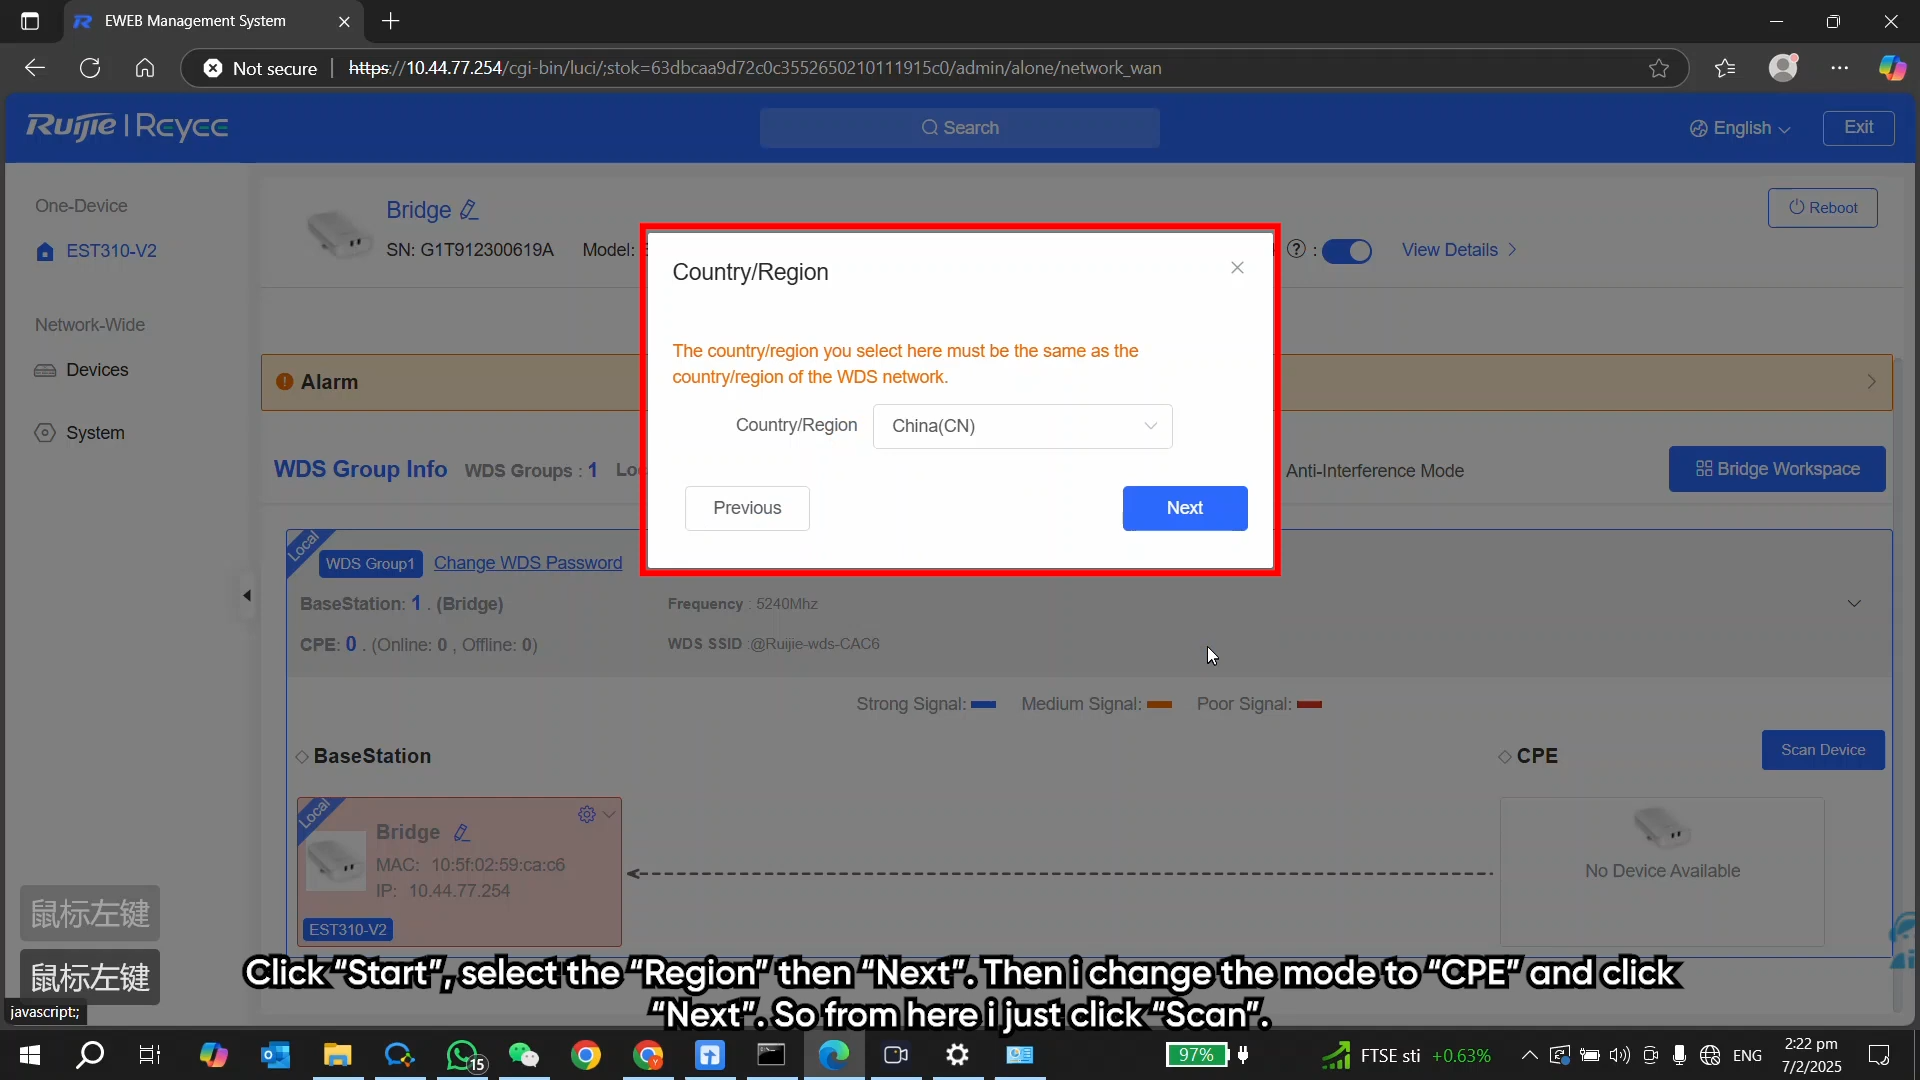 EWEB Management System
Not secure
https://10.44.77.254/cgi-bin/luci/;stok=63dbcaa9d72c0c3552650210111915c0/admin/alone/network_wan
Ruijie | Reyee
Search
English
Exit
One-Device
EST310-V2
Network-Wide
Devices
System
Bridge
Reboot
SN: G1T912300619A
Model:
:
View Details
Country/Region
The country/region you select here must be the same as the
country/region of the WDS network.
Country/Region
China(CN)
Previous
Next
Alarm
WDS Group Info
WDS Groups : 1
Anti-Interference Mode
Bridge Workspace
Local
WDS Group1
Change WDS Password
BaseStation: 1 . (Bridge)
Frequency : 5240Mhz
CPE: 0 . (Online: 0 , Offline: 0)
WDS SSID :@Ruijie-wds-CAC6
Strong Signal:
Medium Signal:
Poor Signal:
BaseStation
CPE
Scan Device
Local
Bridge
MAC: 10:5f:02:59:ca:c6
IP: 10.44.77.254
EST310-V2
No Device Available
鼠标左键
鼠标左键
javascript:;
Click “Start”, select the “Region” then “Next”. Then i change the mode to “CPE” and click
“Next”. So from here i just click “Scan”.
15
97%
FTSE sti +0.63%
ENG
2:22 pm
7/2/2025